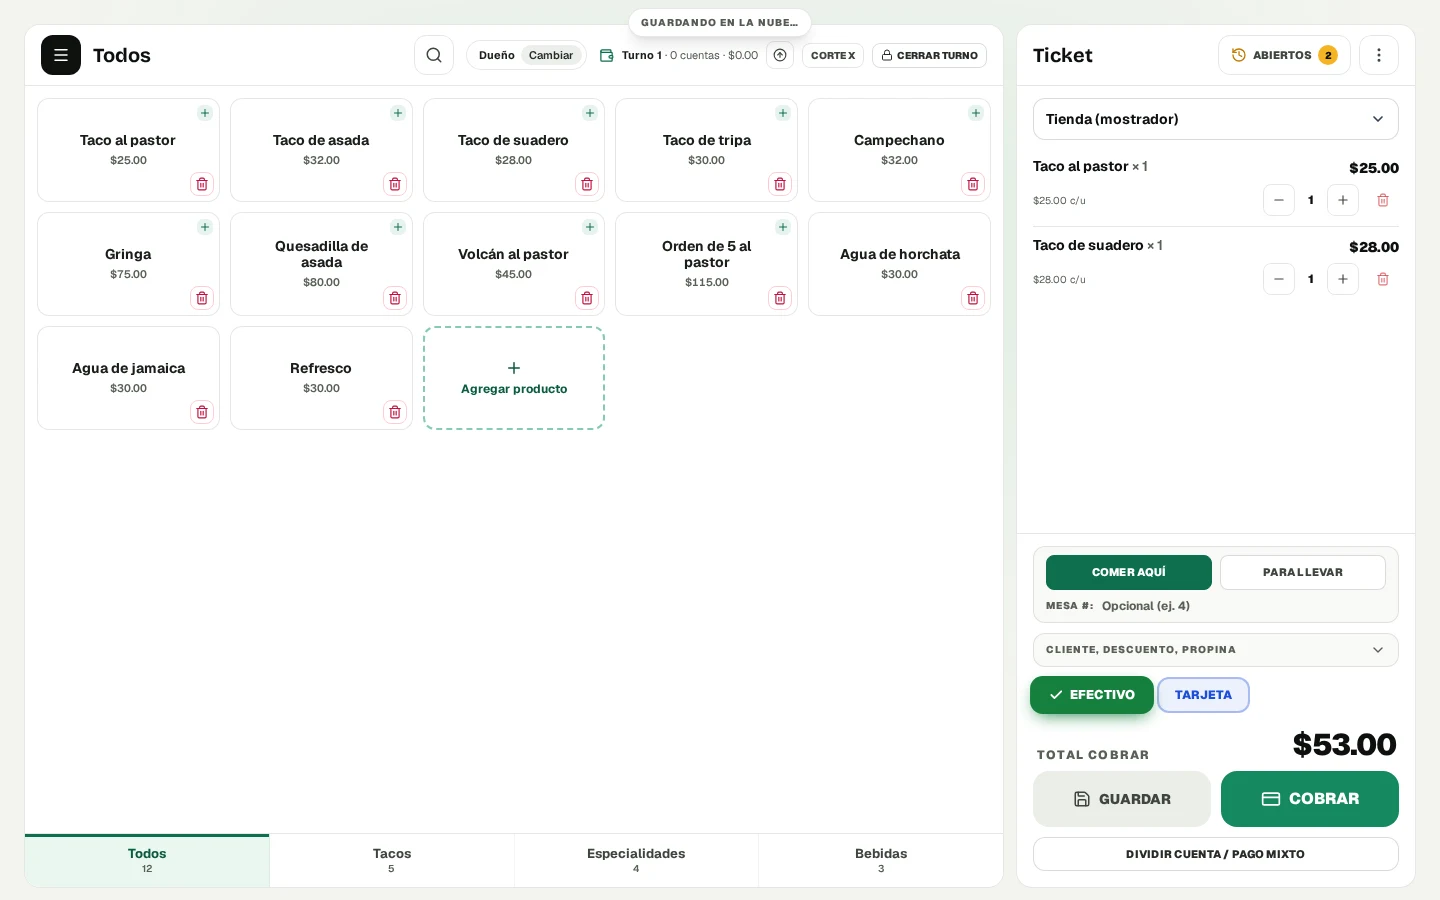 GUARDANDO EN LA NUBE...
Todos
Dueño Cambiar
Turno 1 · 0 cuentas · $0.00
CORTE X
CERRAR TURNO
Taco al pastor
$25.00
Taco de asada
$32.00
Taco de suadero
$28.00
Taco de tripa
$30.00
Campechano
$32.00
Gringa
$75.00
Quesadilla de
asada
$80.00
Volcán al pastor
$45.00
Orden de 5 al
pastor
$115.00
Agua de horchata
$30.00
Agua de jamaica
$30.00
Refresco
$30.00
Agregar producto
Todos
12
Tacos
5
Especialidades
4
Bebidas
3
Ticket
ABIERTOS 2
Tienda (mostrador)
Taco al pastor × 1 $25.00
$25.00 c/u 1
Taco de suadero × 1 $28.00
$28.00 c/u 1
COMER AQUÍ
PARA LLEVAR
MESA #: Opcional (ej. 4)
CLIENTE, DESCUENTO, PROPINA
EFECTIVO
TARJETA
TOTAL COBRAR $53.00
GUARDAR
COBRAR
DIVIDIR CUENTA / PAGO MIXTO